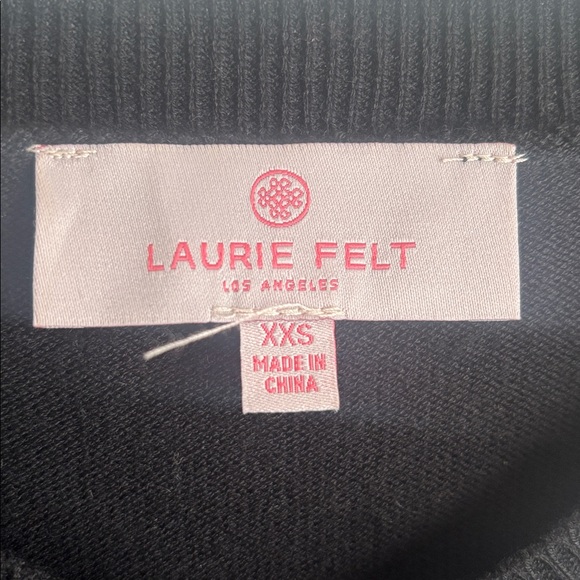 LAURIE FELT
LOS ANGELES
XXS
MADE IN
CHINA